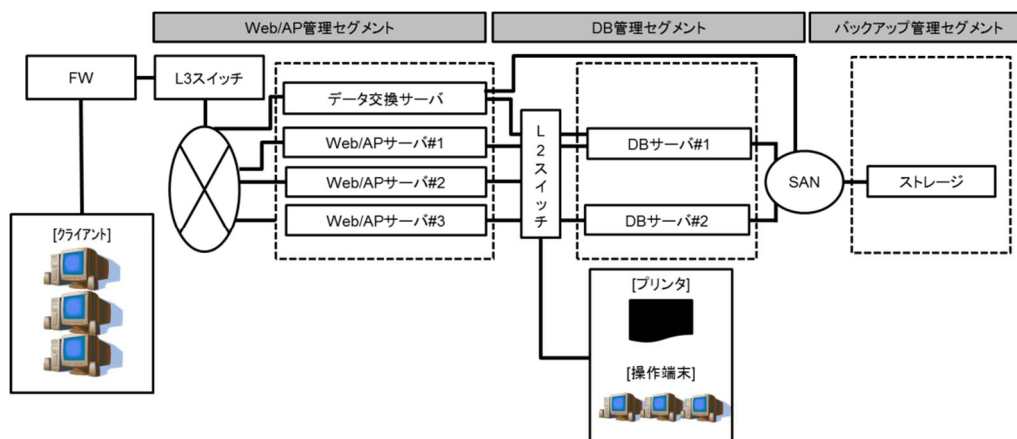 Web/AP管理セグメント
DB管理セグメント
バックアップ管理セグメント
FW
L3スイッチ
データ交換サーバ
Web/APサーバ#1
Web/APサーバ#2
Web/APサーバ#3
L2スイッチ
DBサーバ#1
DBサーバ#2
SAN
ストレージ
[クライアント]
[プリンタ]
[操作端末]